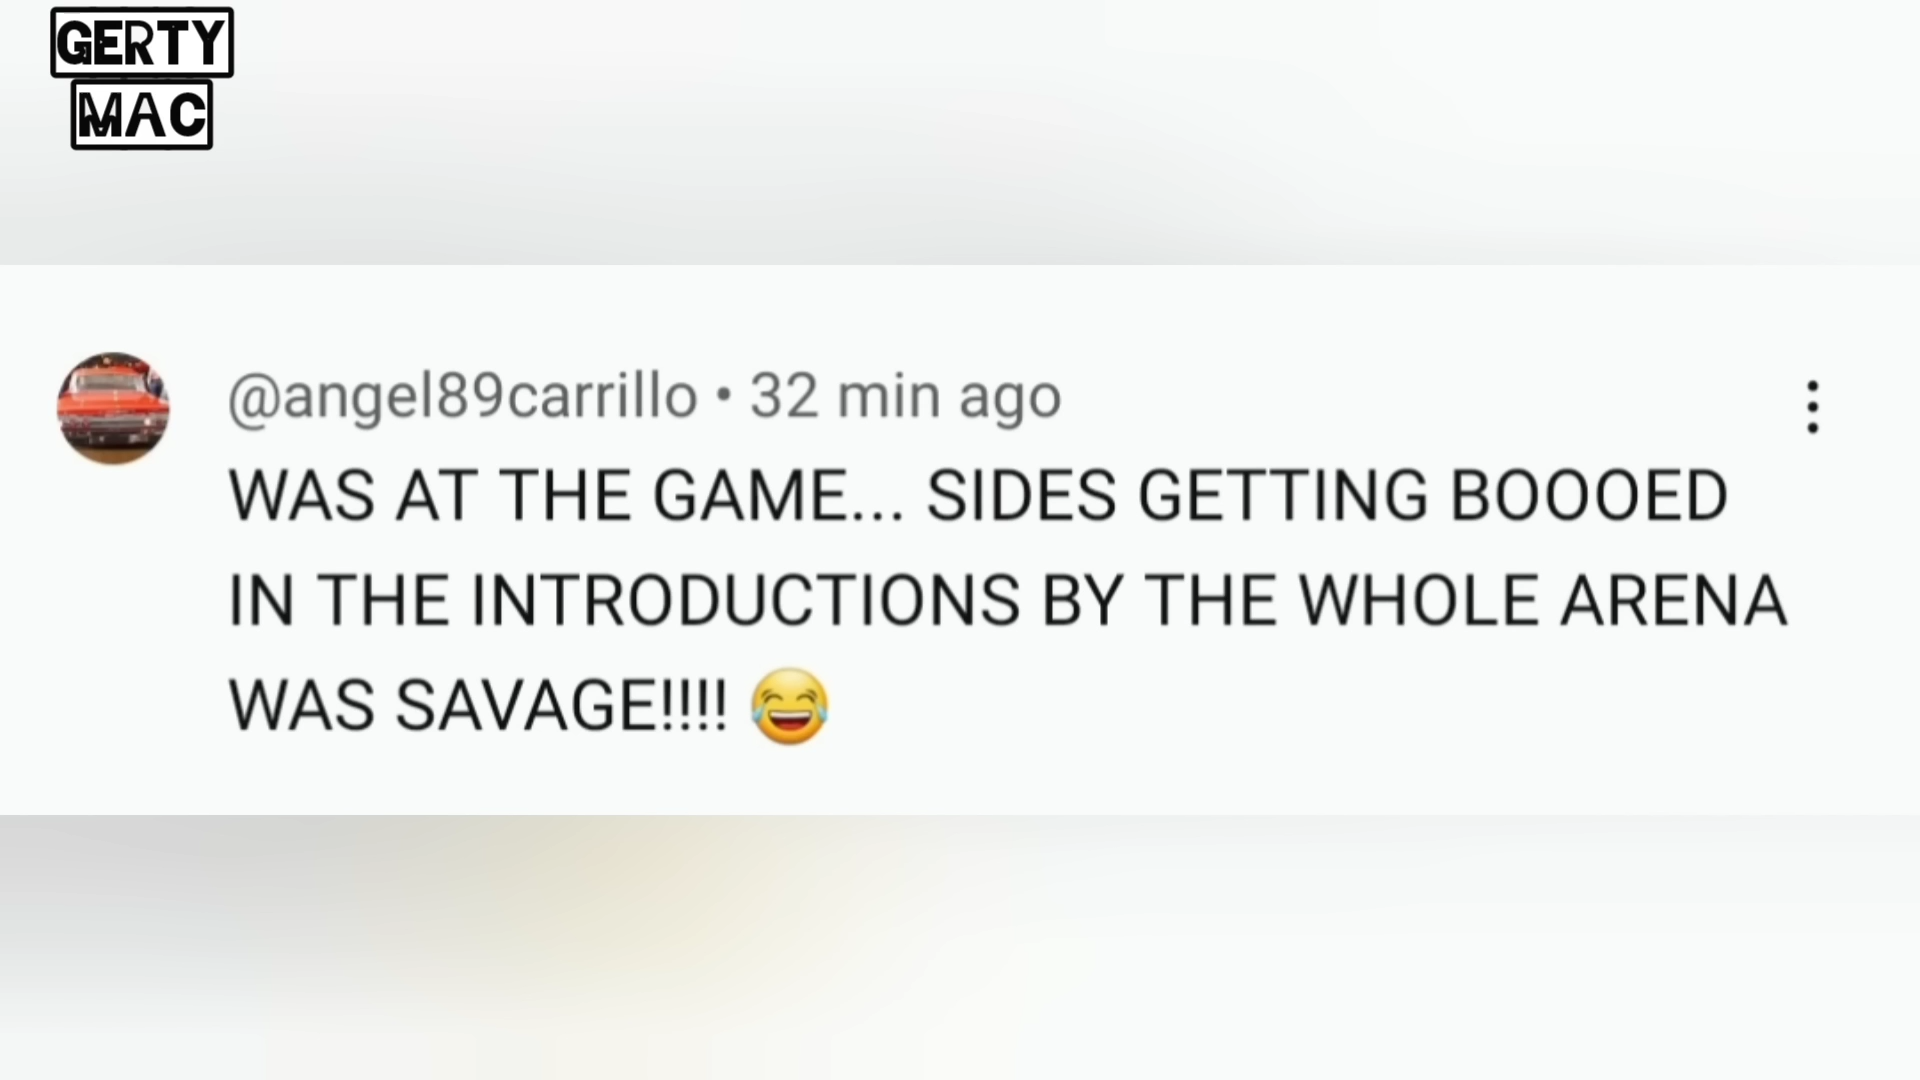 GERTY
MAC
@angel89carrillo • 32 min ago
WAS AT THE GAME... SIDES GETTING BOOOED
IN THE INTRODUCTIONS BY THE WHOLE ARENA
WAS SAVAGE!!!! 😂